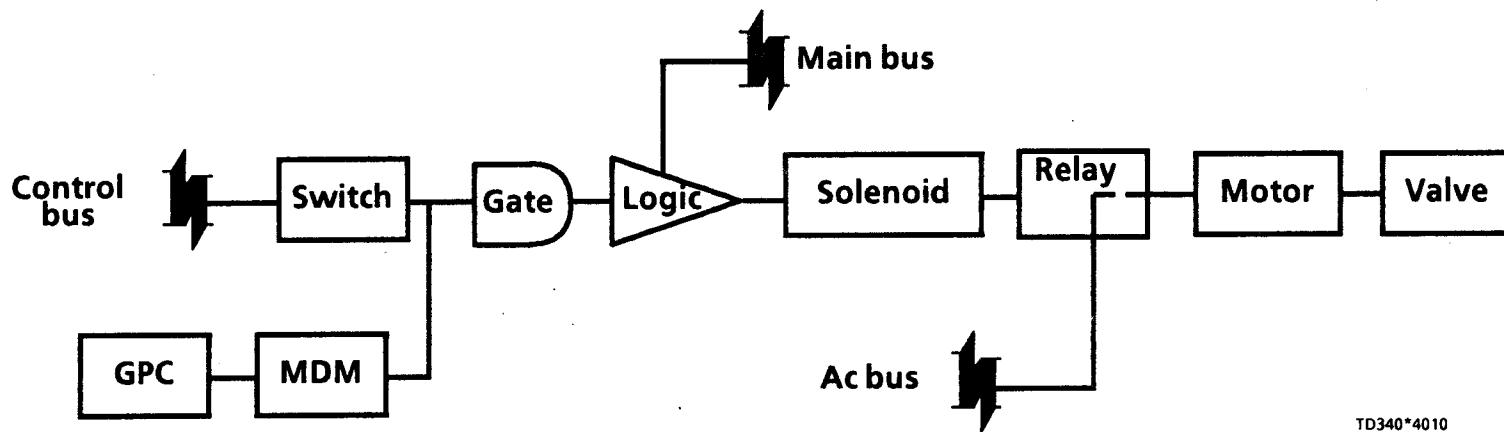 Main bus
Control
bus
Switch
Gate
Logic
Solenoid
Relay
Motor
Valve
GPC
MDM
Ac bus
TD340*4010